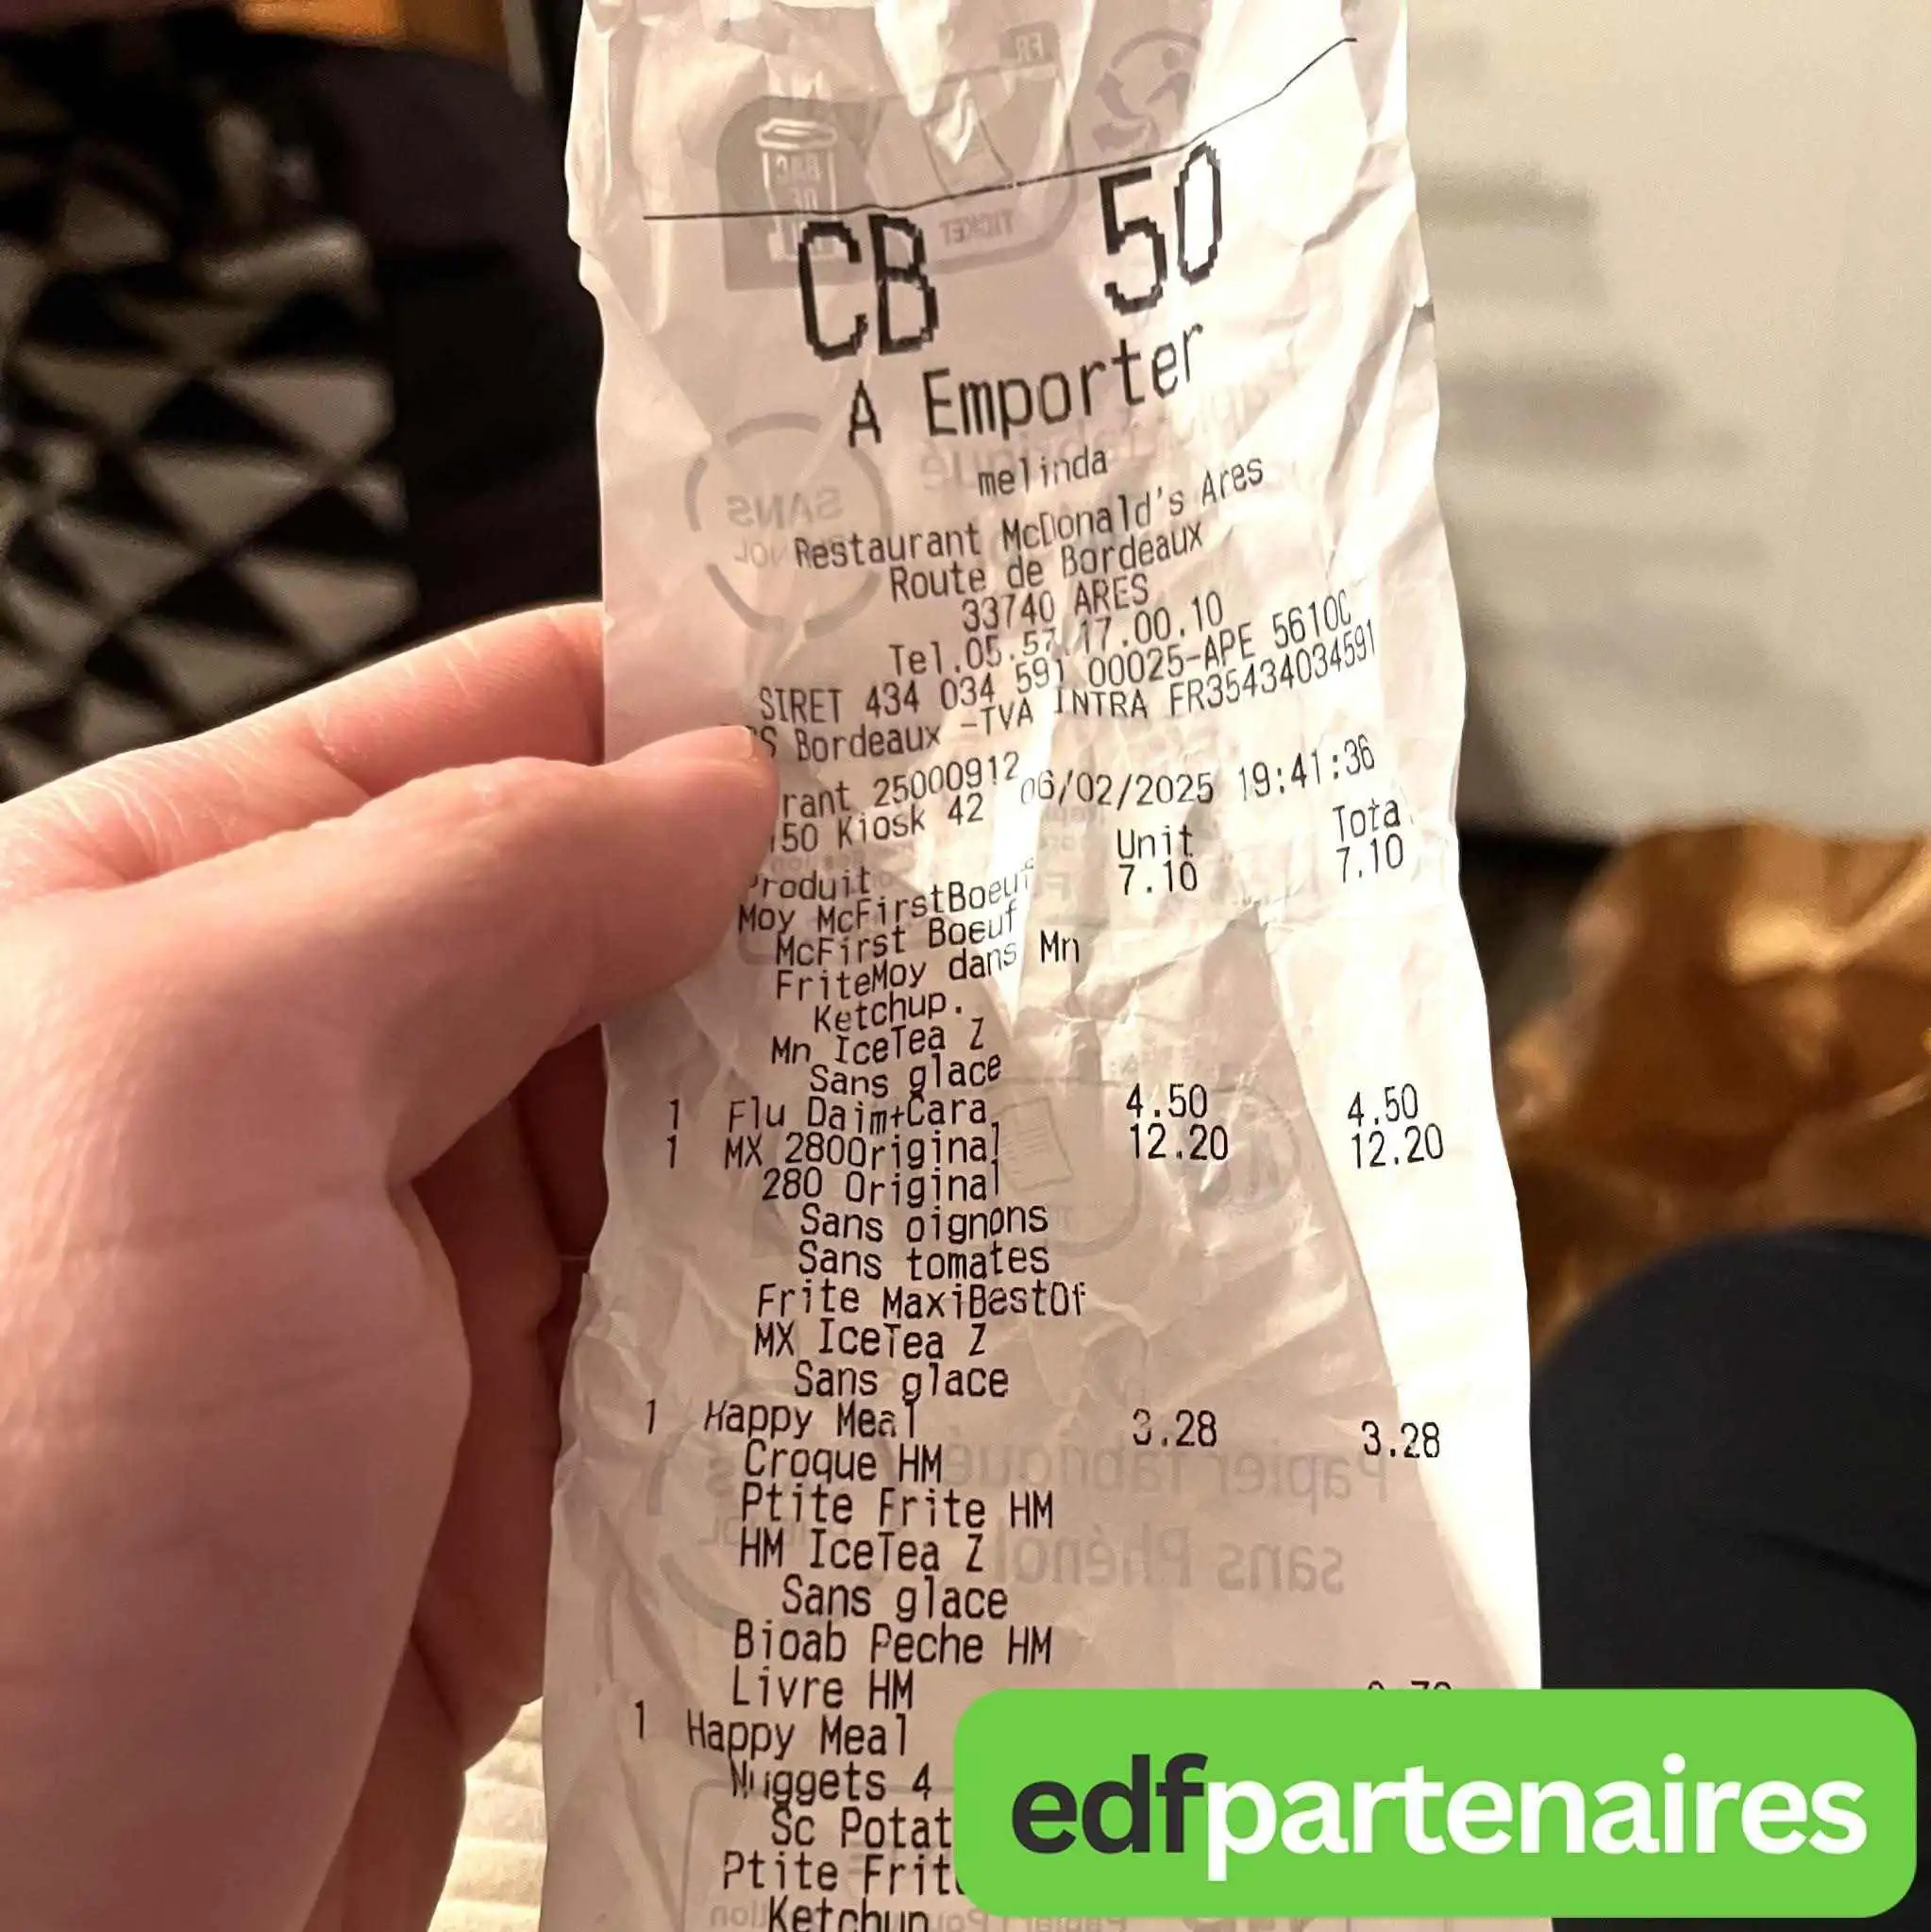 CB 50
A Emporter
melinda
Restaurant McDonald's Ares
Route de Bordeaux
33740 ARES
Tel.05.57.17.00.10
SIRET 434 034 591 00025-APE 5610C
S Bordeaux -TVA INTRA FR35434034591
rant 25000912
50 Kiosk 42 06/02/2025 19:41:36
Produit Unit Tota
Moy McFirstBoeuf 7.10 7.10
McFirst Boeuf
FriteMoy dans Mn
Ketchup.
Mn IceTea Z
Sans glace
1 Flu Daim+Cara 4.50 4.50
1 MX 280Original 12.20 12.20
280 Original
Sans oignons
Sans tomates
Frite MaxiBestOf
MX IceTea Z
Sans glace
1 Happy Meal 3.28 3.28
Croque HM
Ptite Frite HM
HM IceTea Z
Sans glace
Bioab Peche HM
Livre HM
1 Happy Meal
Nuggets 4
Sc Potat
Ptite Frit
Ketchup
edfpartenaires